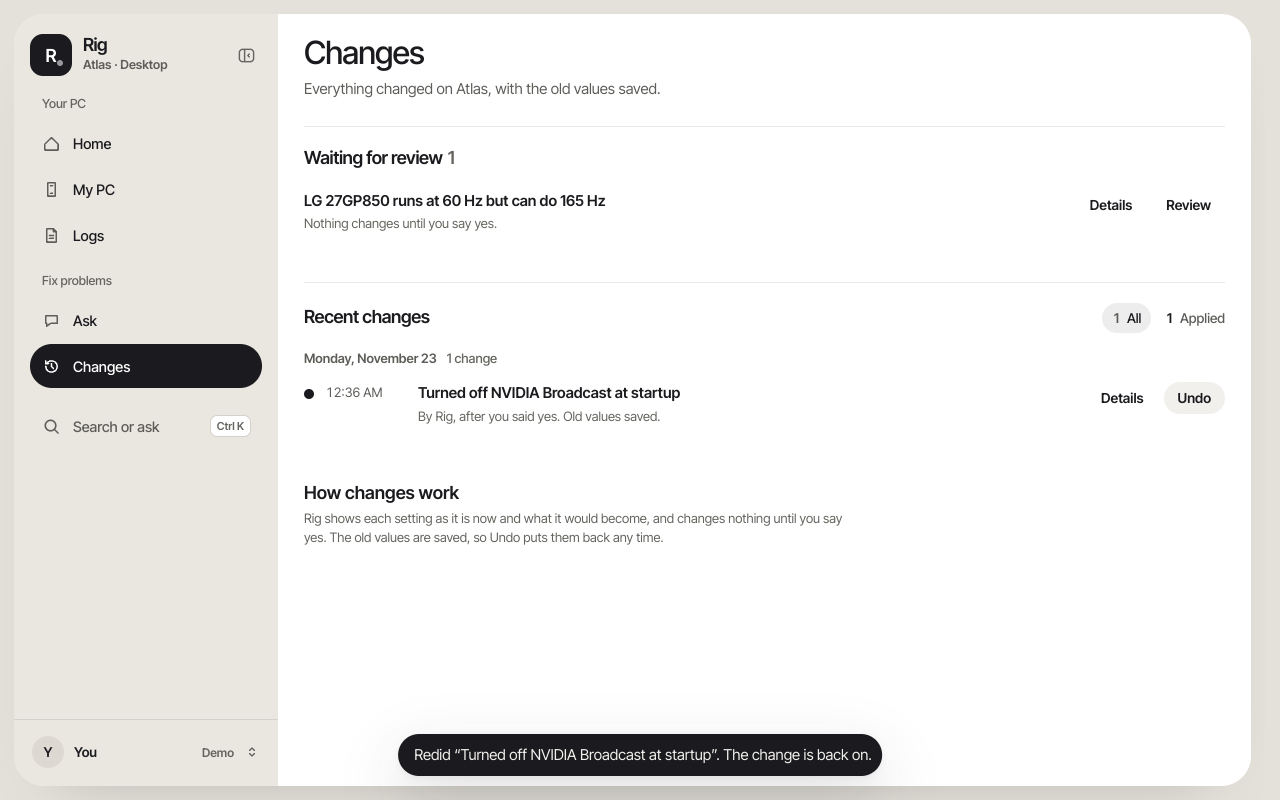 R
Rig
Atlas · Desktop
Your PC
Home
My PC
Logs
Fix problems
Ask
Changes
Search or ask
Ctrl K
Y
You
Demo
Changes
Everything changed on Atlas, with the old values saved.
Waiting for review 1
LG 27GP850 runs at 60 Hz but can do 165 Hz
Nothing changes until you say yes.
Details
Review
Recent changes
1 All
1 Applied
Monday, November 23 1 change
12:36 AM
Turned off NVIDIA Broadcast at startup
By Rig, after you said yes. Old values saved.
Details
Undo
How changes work
Rig shows each setting as it is now and what it would become, and changes nothing until you say
yes. The old values are saved, so Undo puts them back any time.
Redid “Turned off NVIDIA Broadcast at startup”. The change is back on.